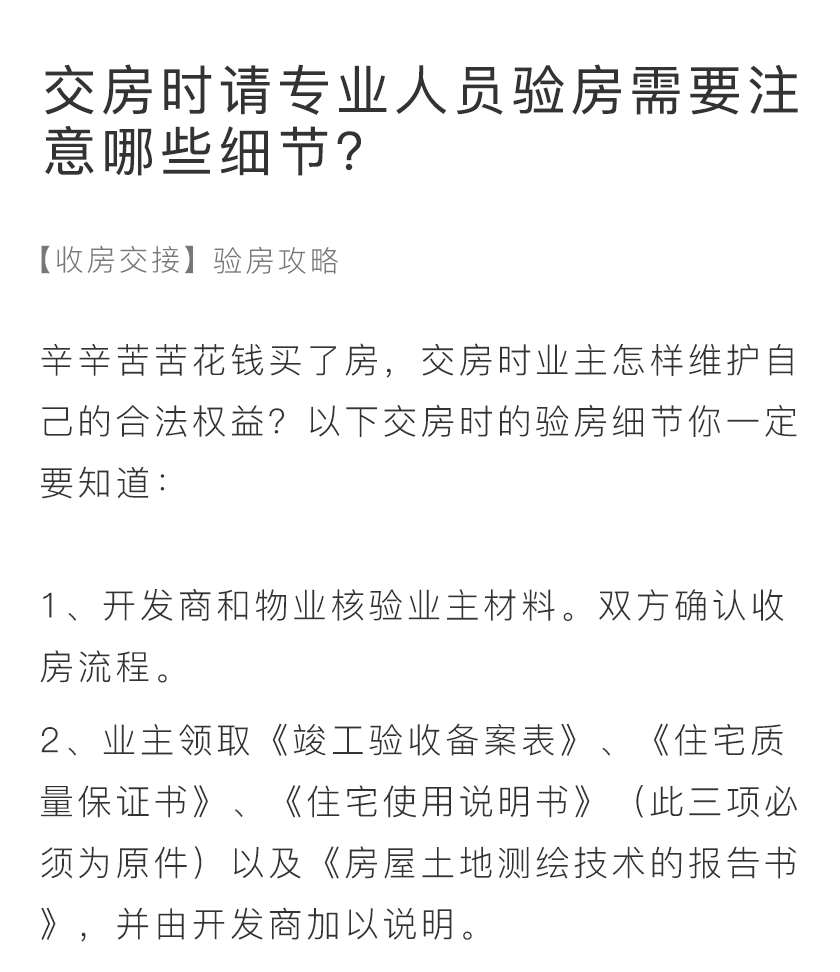 交房时请专业人员验房需要注
意哪些细节?
【收房交接】验房攻略
辛辛苦苦花钱买了房，交房时业主怎样维护自
己的合法权益？以下交房时的验房细节你一定
要知道：
1、开发商和物业核验业主材料。双方确认收
房流程。
2、业主领取《竣工验收备案表》、《住宅质
量保证书》、《住宅使用说明书》（此三项必
须为原件）以及《房屋土地测绘技术的报告书
》，并由开发商加以说明。